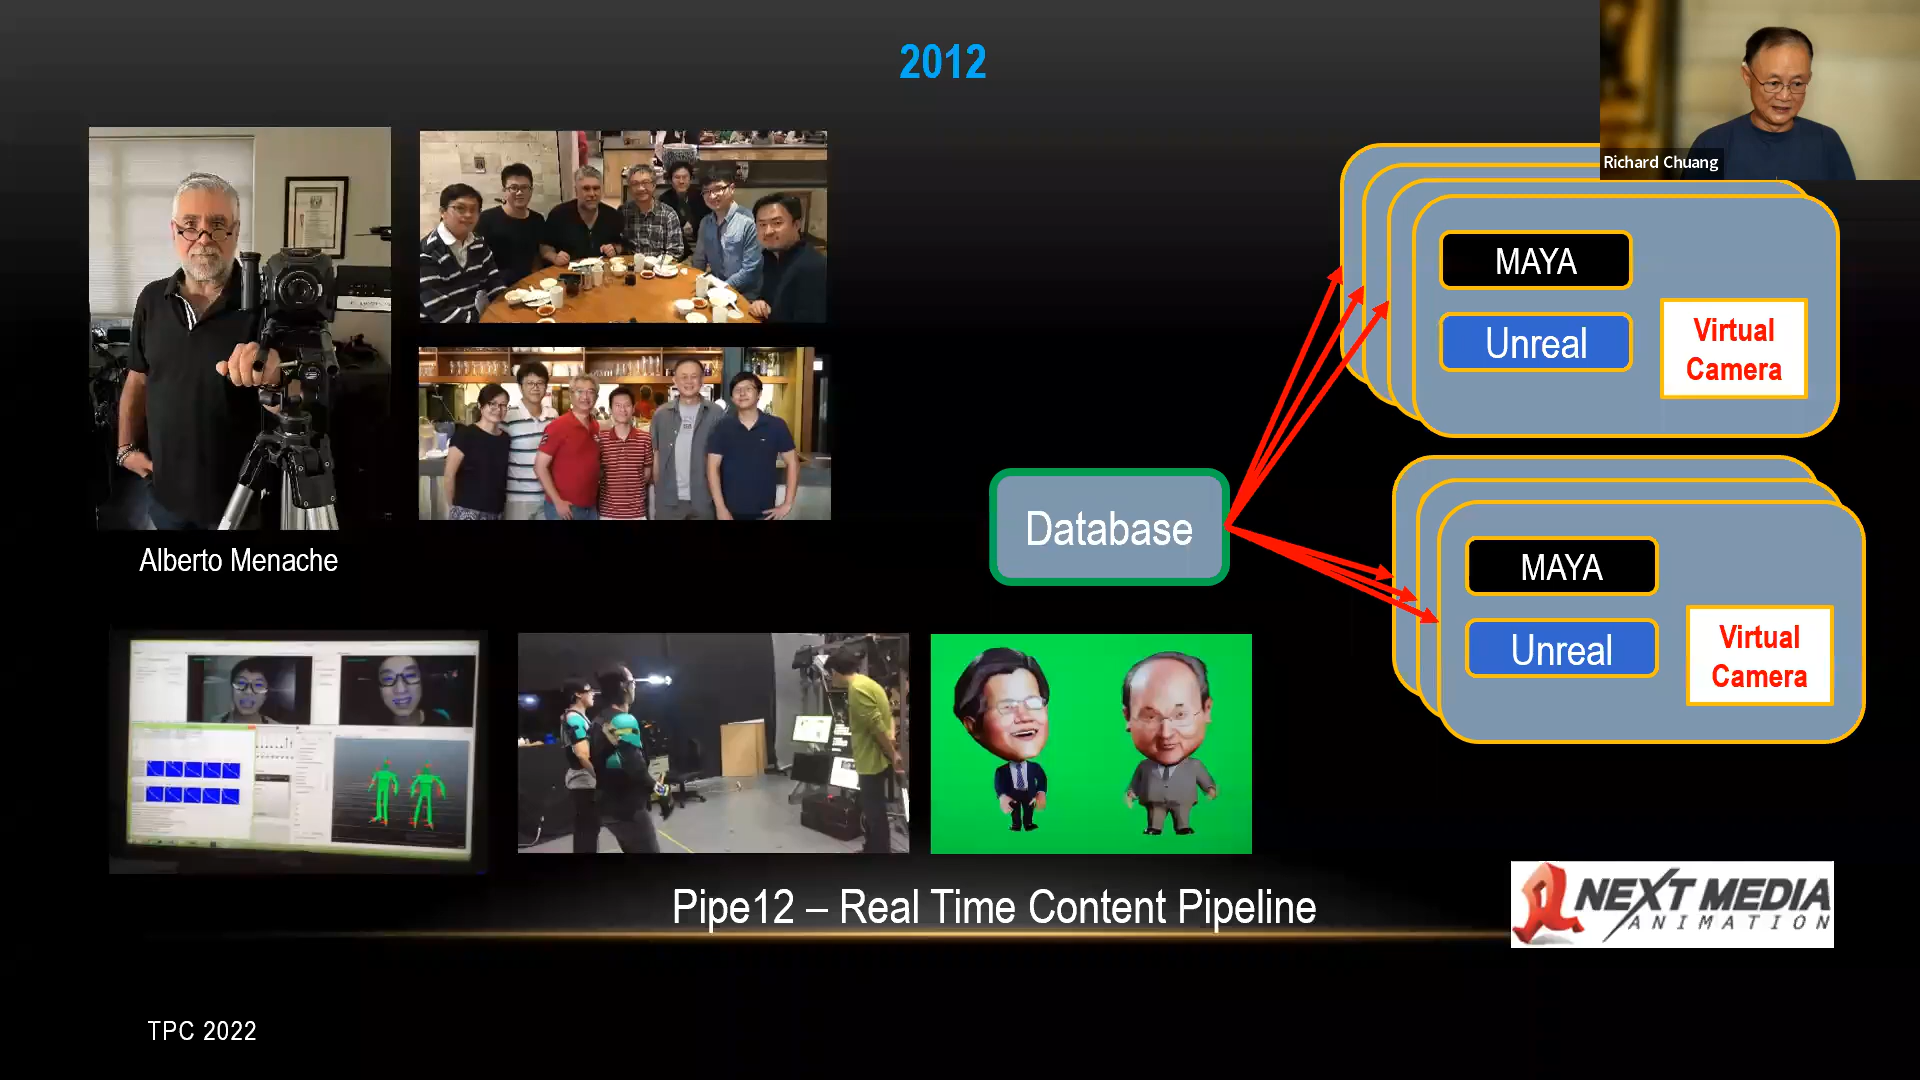 2012
Richard Chuang
MAYA
Unreal
Virtual
Camera
Database
Alberto Menache
MAYA
Unreal
Virtual
Camera
Pipe12 – Real Time Content Pipeline
NEXT MEDIA
ANIMATION
TPC 2022